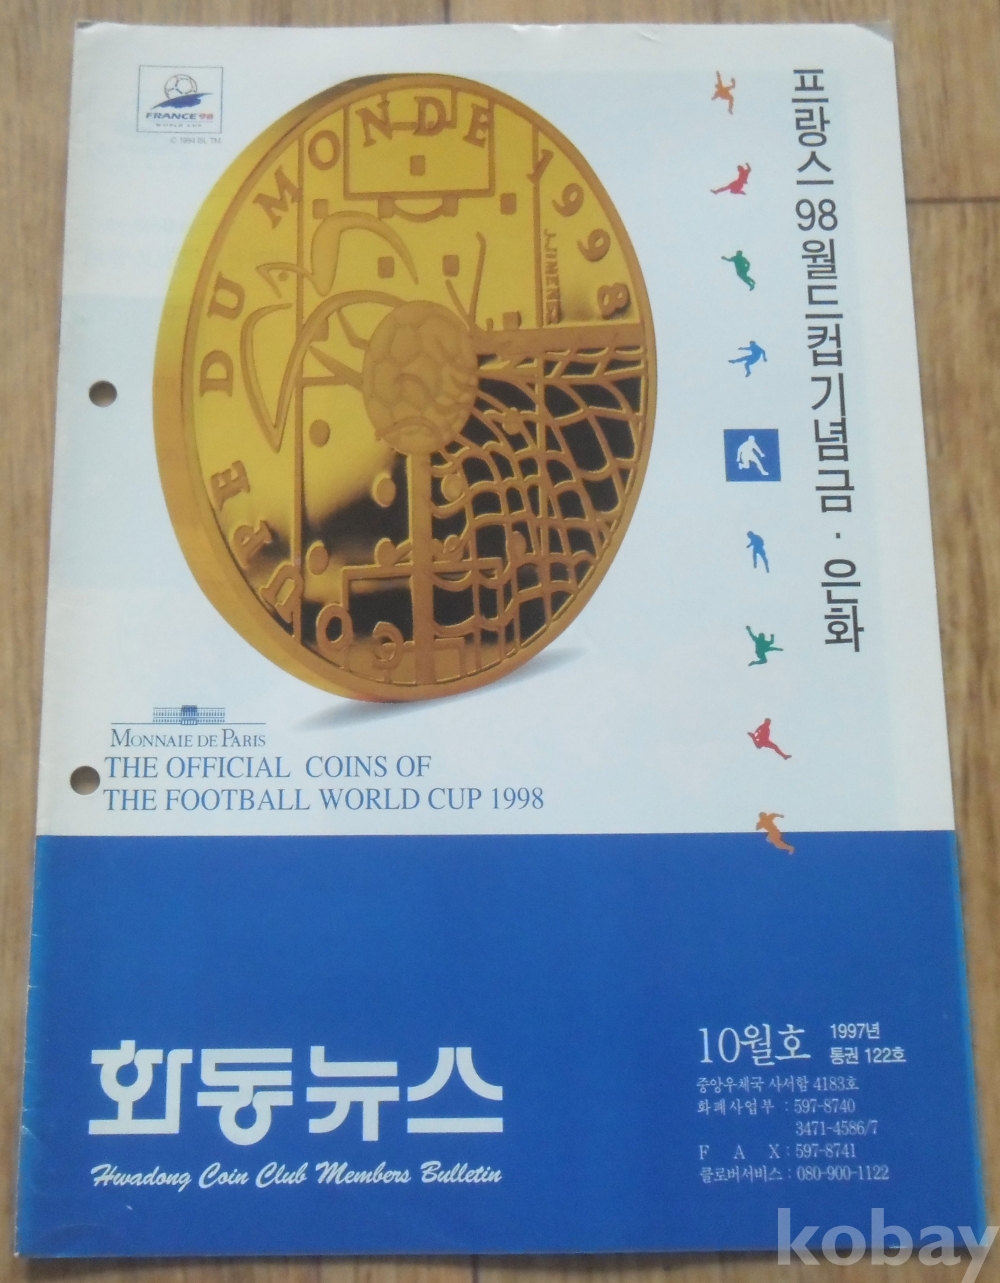 FRANCE 98
WORLD CUP
© 1994 ISL TM
COUPE DU MONDE 1998
J.JIMENEZ
프랑스 98 월드컵 기념 금·은화
MONNAIE DE PARIS
THE OFFICIAL COINS OF
THE FOOTBALL WORLD CUP 1998
화동뉴스
Hwadong Coin Club Members Bulletin
10월호
1997년
통권 122호
중앙우체국 사서함 4183호
화폐사업부 : 597-8740
3471-4586/7
F A X : 597-8741
클로버서비스 : 080-900-1122
kobay